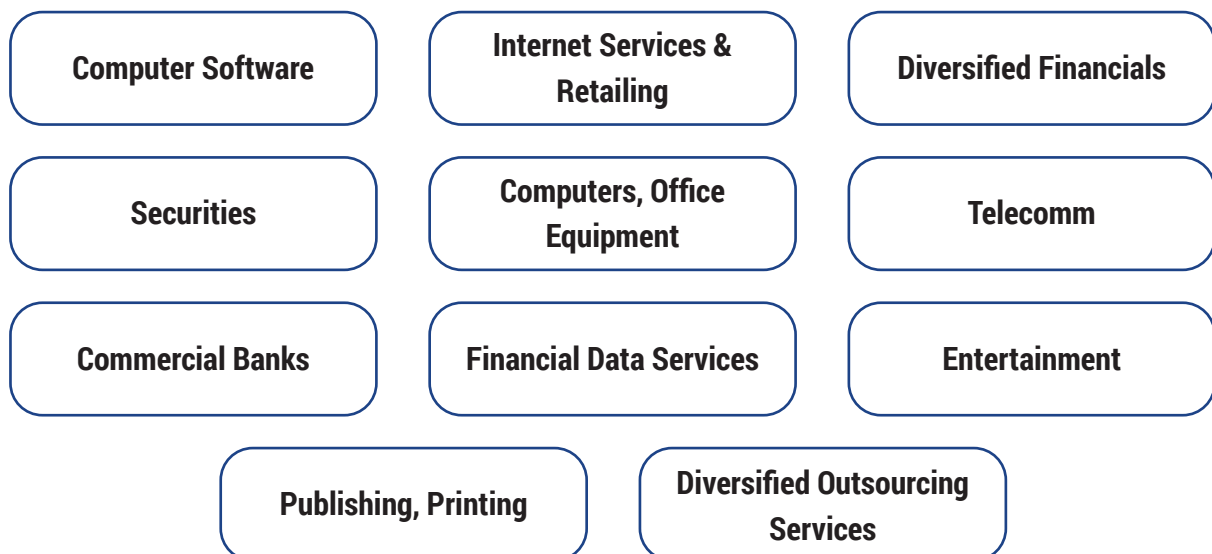 Computer Software
Internet Services &
Retailing
Diversified Financials
Securities
Computers, Office
Equipment
Telecomm
Commercial Banks
Financial Data Services
Entertainment
Publishing, Printing
Diversified Outsourcing
Services